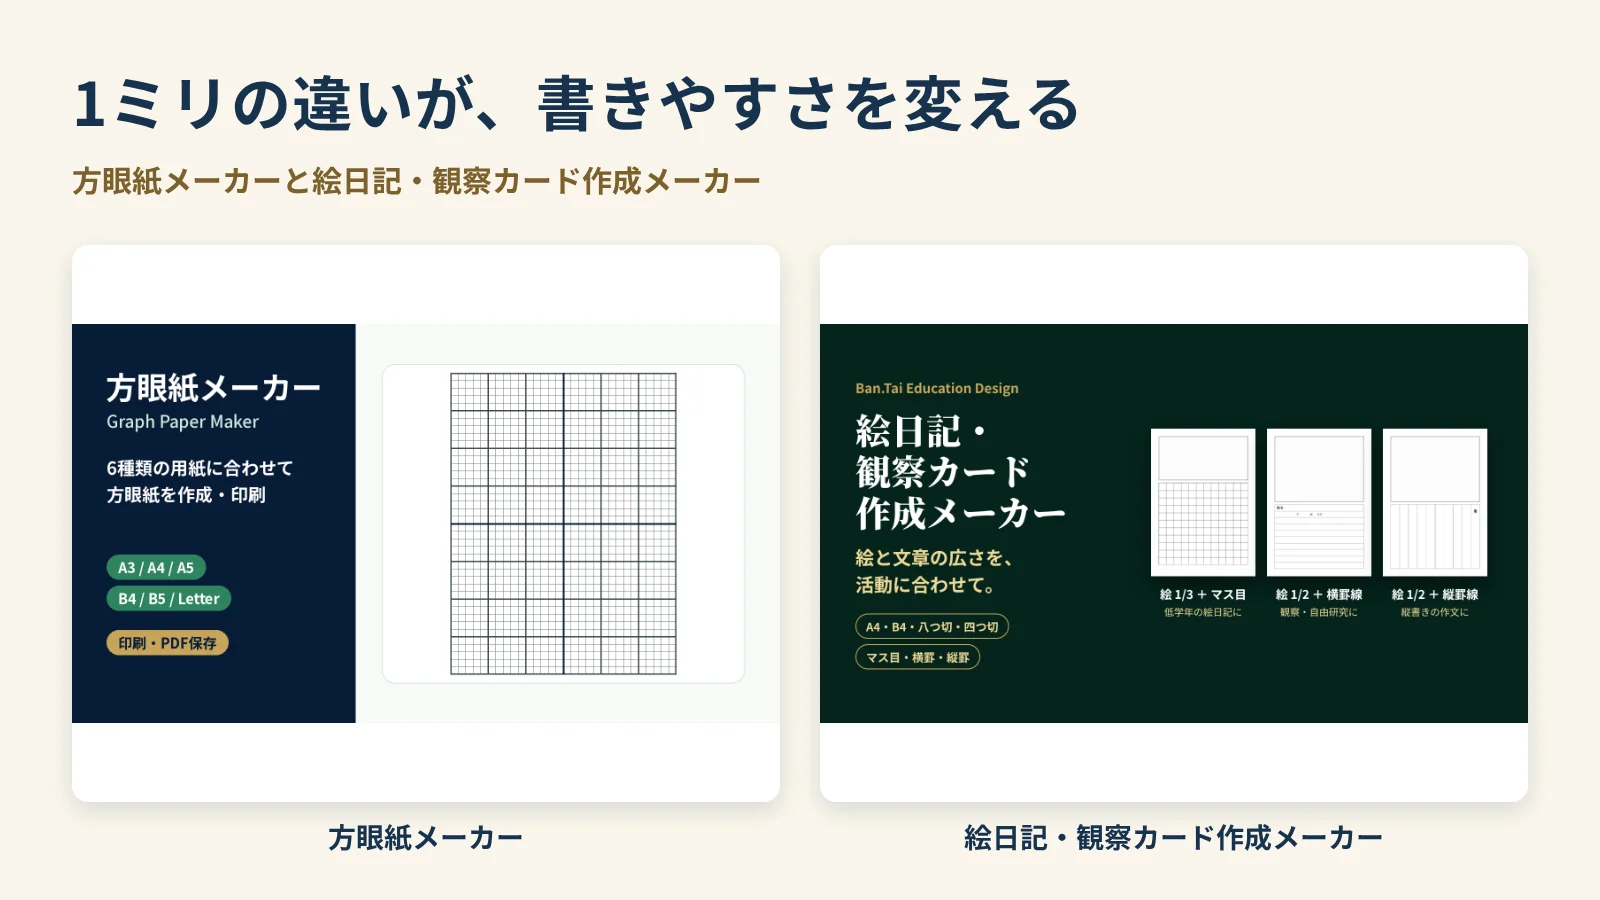 1ミリの違いが、書きやすさを変える
方眼紙メーカーと絵日記・観察カード作成メーカー
方眼紙メーカー
Graph Paper Maker
6種類の用紙に合わせて
方眼紙を作成・印刷
A3 / A4 / A5
B4 / B5 / Letter
印刷・PDF保存
Ban.Tai Education Design
絵日記・
観察カード
作成メーカー
絵と文章の広さを、
活動に合わせて。
A4・B4・八つ切・四つ切
マス目・横罫・縦罫
絵 1/3 ＋ マス目
低学年の絵日記に
絵 1/2 ＋ 横罫線
観察・自由研究に
絵 1/2 ＋ 縦罫線
縦書きの作文に
方眼紙メーカー
絵日記・観察カード作成メーカー